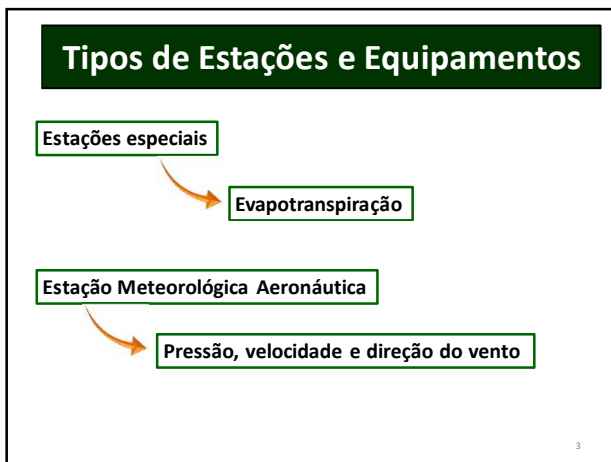 Tipos de Estações e Equipamentos
Estações especiais
Evapotranspiração
Estação Meteorológica Aeronáutica
Pressão, velocidade e direção do vento
3